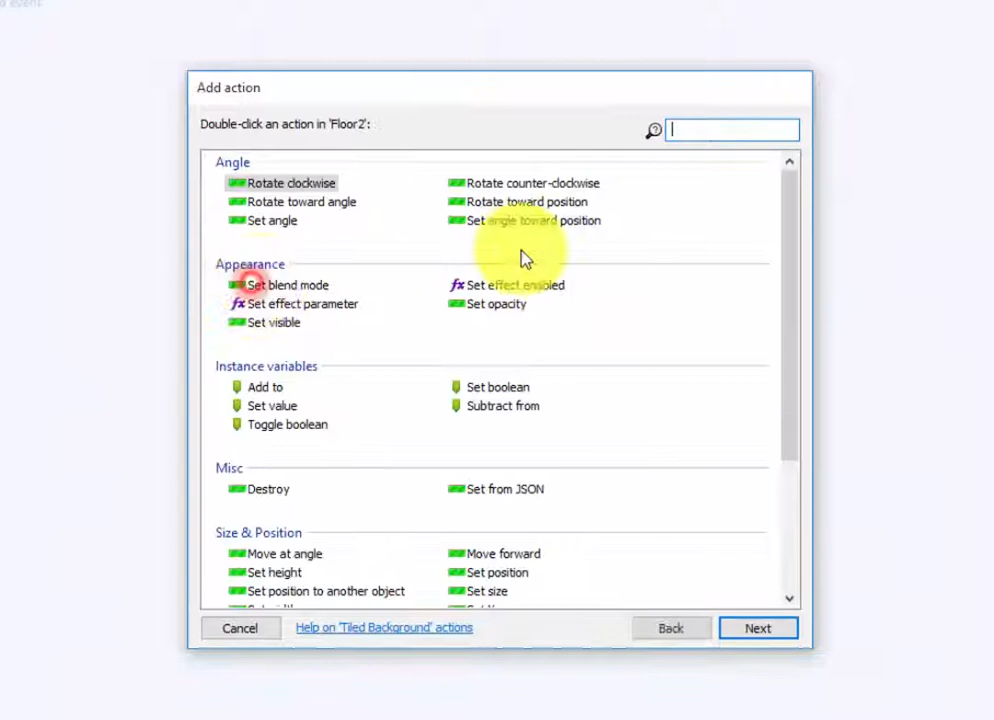 a event
Add action
Double-click an action in 'Floor2':
Angle
Rotate clockwise Rotate counter-clockwise
Rotate toward angle Rotate toward position
Set angle Set angle toward position
Appearance
Set blend mode fx Set effect enabled
fx Set effect parameter Set opacity
Set visible
Instance variables
Add to Set boolean
Set value Subtract from
Toggle boolean
Misc
Destroy Set from JSON
Size & Position
Move at angle Move forward
Set height Set position
Set position to another object Set size
Cancel Help on 'Tiled Background' actions Back Next